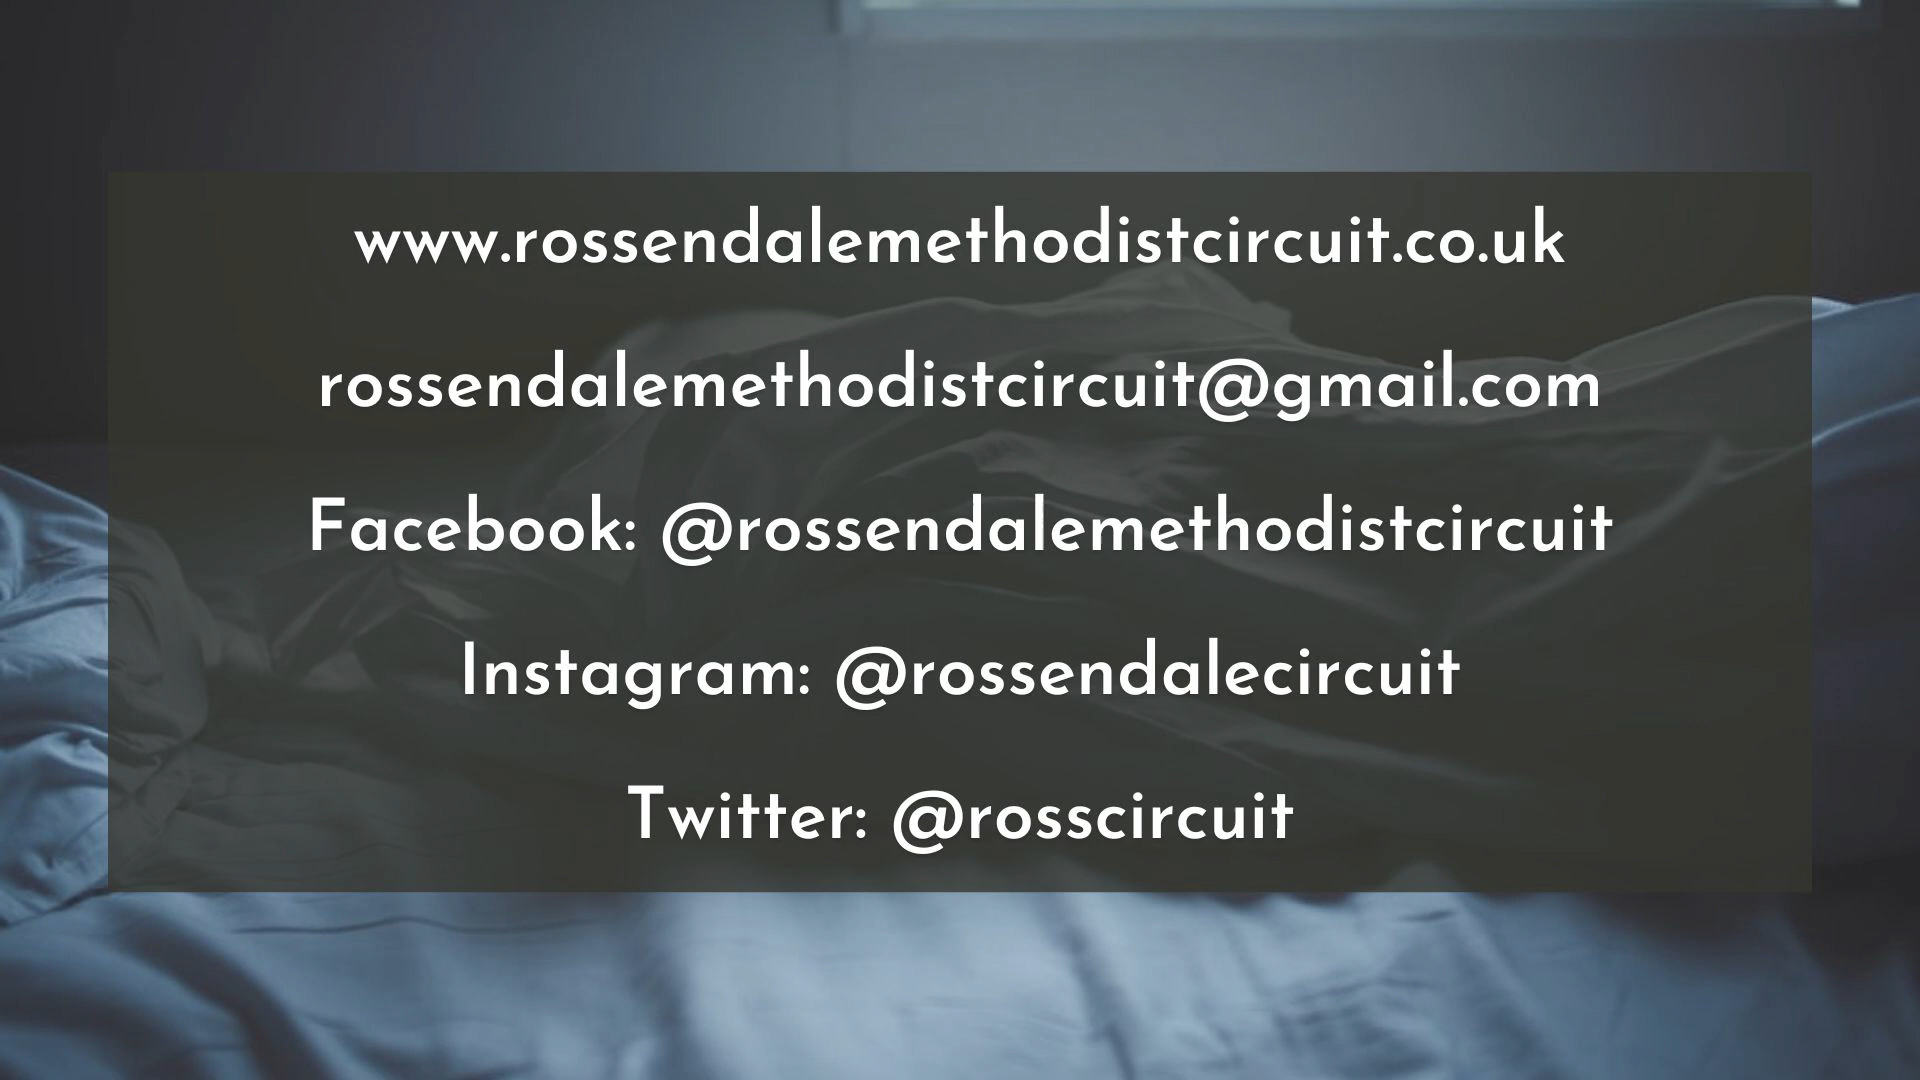 www.rossendalemethodistcircuit.co.uk
rossendalemethodistcircuit@gmail.com
Facebook: @rossendalemethodistcircuit
Instagram: @rossendalecircuit
Twitter: @rosscircuit